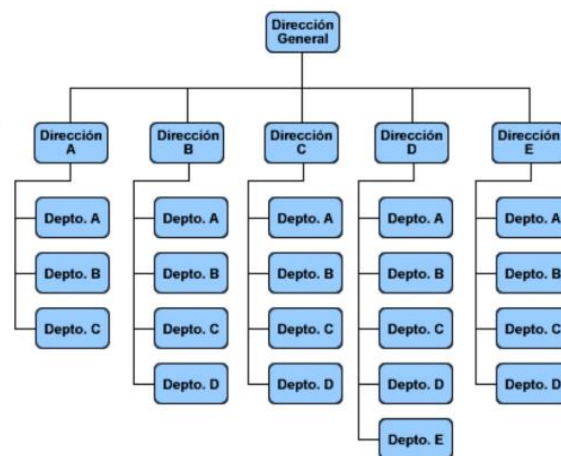 Dirección
General
Dirección
A
Dirección
B
Dirección
C
Dirección
D
Dirección
E
Depto. A
Depto. A
Depto. A
Depto. A
Depto. A
Depto. B
Depto. B
Depto. B
Depto. B
Depto. B
Depto. C
Depto. C
Depto. C
Depto. C
Depto. C
Depto. D
Depto. D
Depto. D
Depto. D
Depto. E